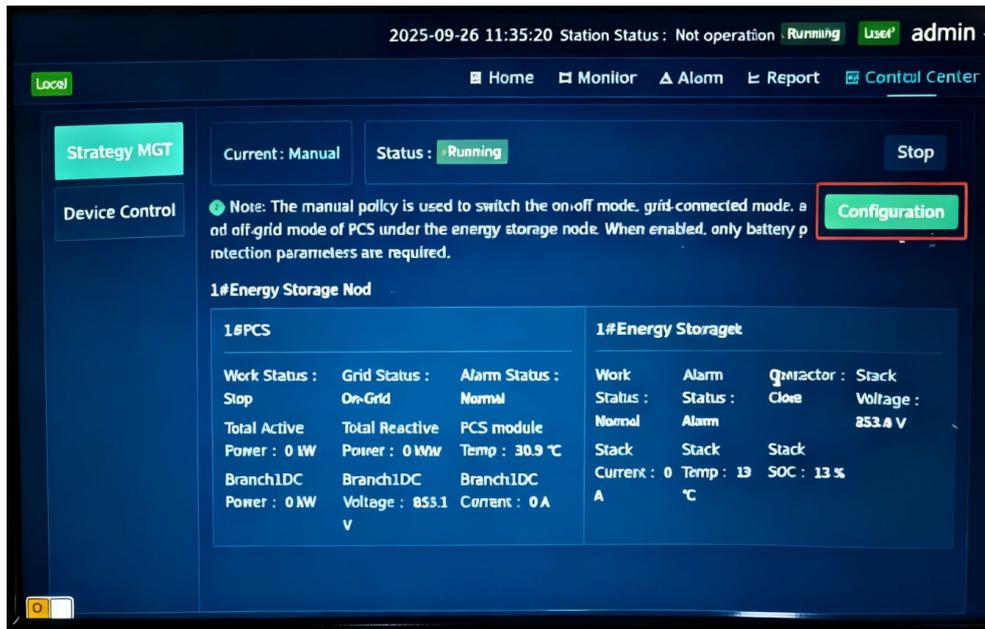 2025-09-26 11:35:20 Station Status : Not operation Running User admin
Local
Home Monitor Alarm Report Control Center
Strategy MGT
Current : Manual
Status : Running
Stop
Device Control
Note: The manual policy is used to switch the on-off mode, grid-connected mode, a
nd off-grid mode of PCS under the energy storage node. When enabled, only battery p
rotection parameters are required.
Configuration
1#Energy Storage Nod
1#PCS
Work Status :
Stop
Grid Status :
On-Grid
Alarm Status :
Normal
Total Active
Power : 0 kW
Total Reactive
Power : 0
PCS module
Temp : 30.9 ℃
Branch1DC
Power : 0 kW
Branch1DC
Voltage : 853.1
V
Branch1DC
Current : 0 A
1#Energy
Work
Status :
Normal
Alarm
Status :
Alarm
Stack
Voltage :
V
Stack
Current : 0
A
Stack
Temp : 13
℃
Stack
SOC : 13 %